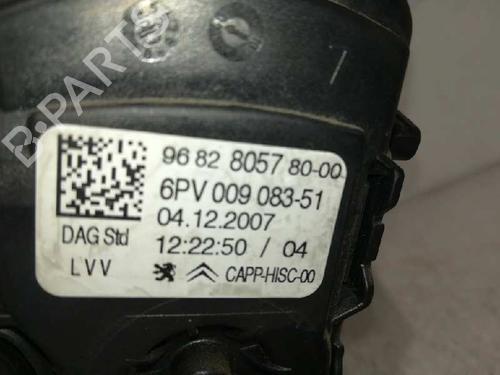 B-PARTS
96 82 8057 80-00
6PV 009 083-51
04.12.2007
DAG Std
12:22:50 / 04
LVV
CAPP-HISC-00